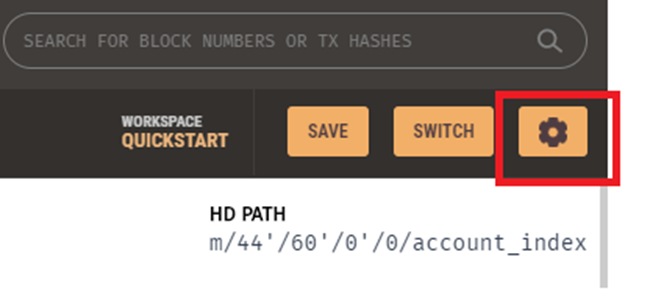 SEARCH FOR BLOCK NUMBERS OR TX HASHES
WORKSPACE
QUICKSTART
SAVE
SWITCH
HD PATH
m/44'/60'/0'/0/account_index